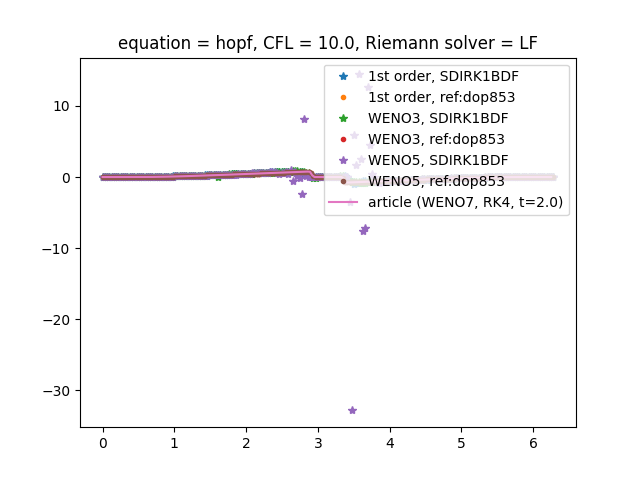 equation = hopf, CFL = 10.0, Riemann solver = LF
1st order, SDIRK1BDF
1st order, ref:dop853
WENO3, SDIRK1BDF
WENO3, ref:dop853
WENO5, SDIRK1BDF
WENO5, ref:dop853
article (WENO7, RK4, t=2.0)
10
0
−10
−20
−30
0 1 2 3 4 5 6